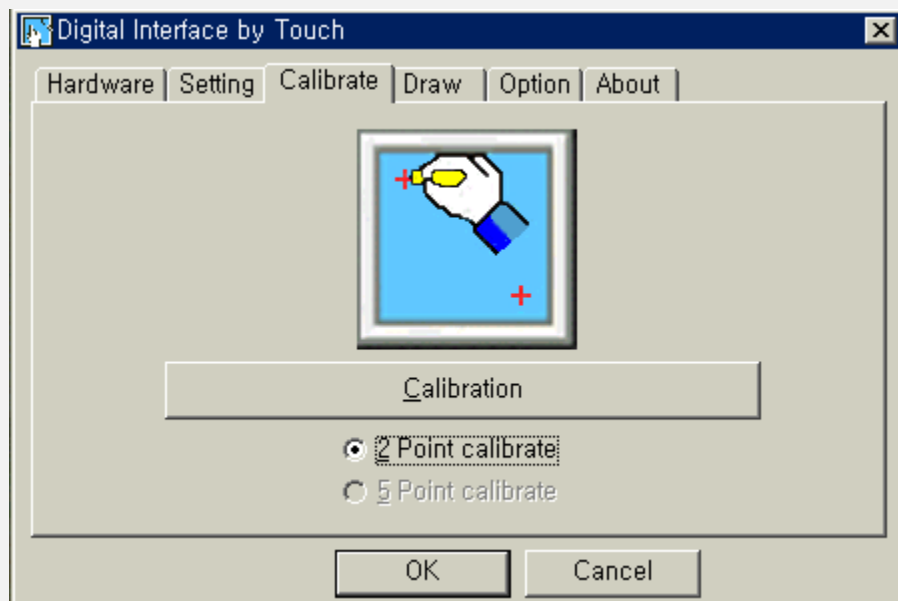 Digital Interface by Touch
Hardware Setting Calibrate Draw Option About
Calibration
2 Point calibrate
5 Point calibrate
OK Cancel